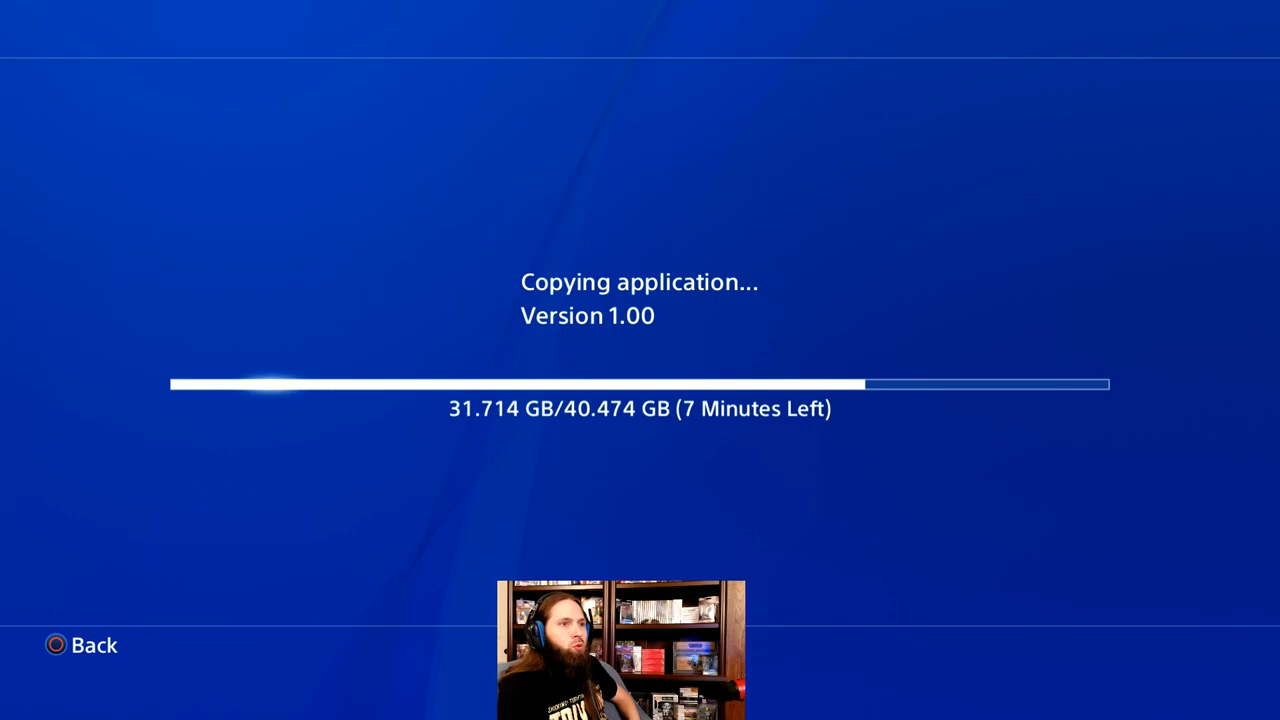 Copying application...
Version 1.00
31.714 GB/40.474 GB (7 Minutes Left)
Back